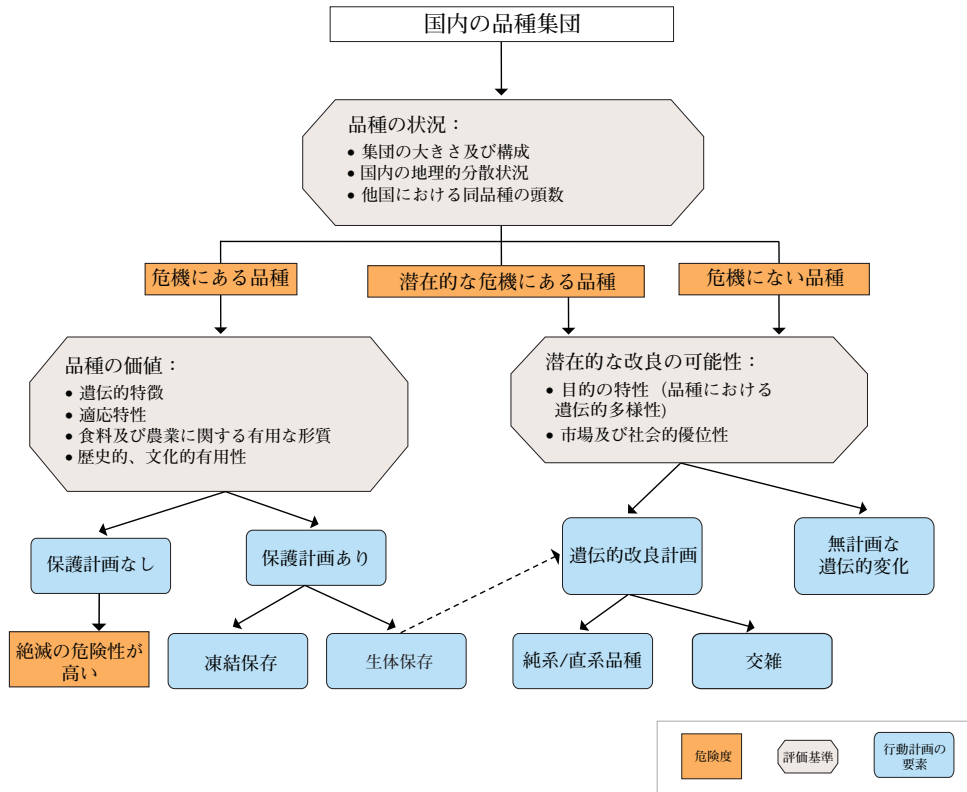 国内の品種集団
品種の状況：
• 集団の大きさ及び構成
• 国内の地理的分散状況
• 他国における同品種の頭数
危機にある品種
潜在的な危機にある品種
危機にない品種
品種の価値：
• 遺伝的特徴
• 適応特性
• 食料及び農業に関する有用な形質
• 歴史的、文化的有用性
潜在的な改良の可能性：
• 目的の特性（品種における
遺伝的多様性)
• 市場及び社会的優位性
保護計画なし
保護計画あり
遺伝的改良計画
無計画な
遺伝的変化
絶滅の危険性が
高い
凍結保存
生体保存
純系/直系品種
交雑
危険度
評価基準
行動計画の
要素